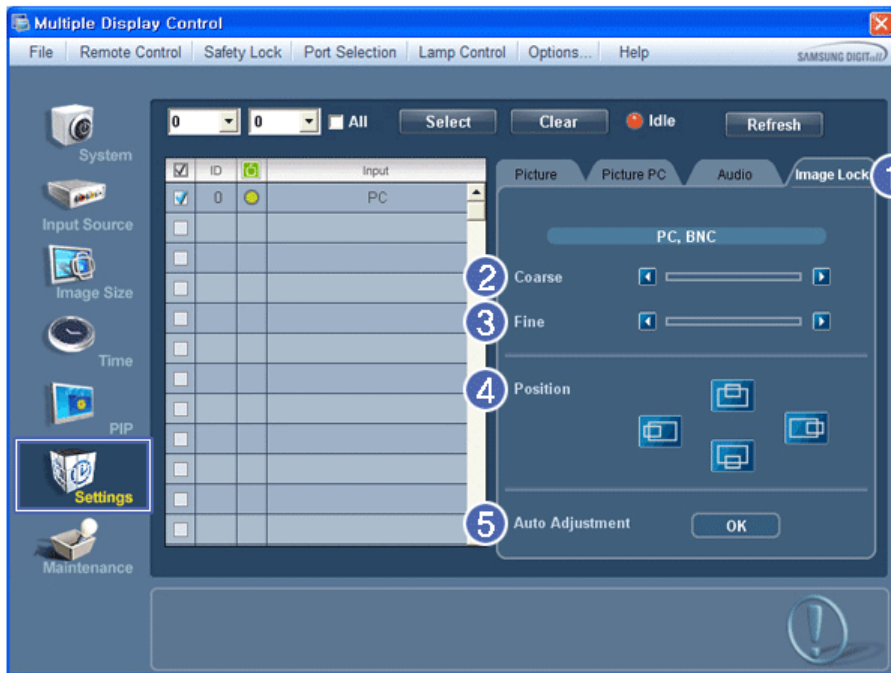 Multiple Display Control
File Remote Control Safety Lock Port Selection Lamp Control Options... Help SAMSUNG DIGITall
0 0 All Select Clear Idle Refresh
System
Input Source
Image Size
Time
PIP
Settings
Maintenance
ID Input
0 PC
Picture Picture PC Audio Image Lock 1
PC, BNC
2 Coarse
3 Fine
4 Position
5 Auto Adjustment OK